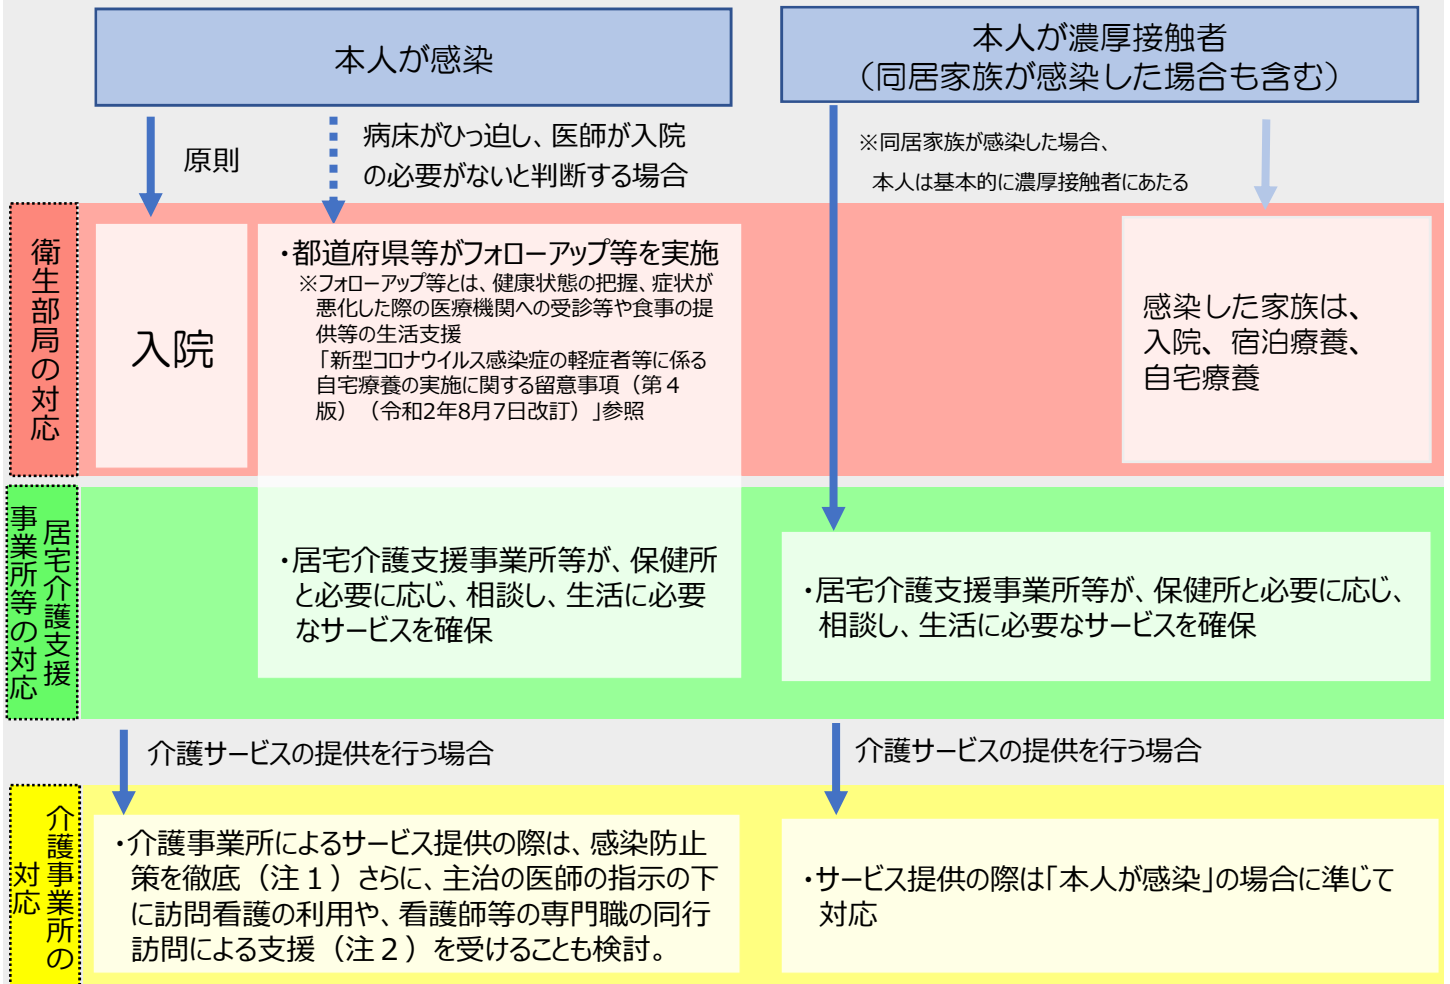 本人が感染
本人が濃厚接触者
（同居家族が感染した場合も含む）
原則
病床がひっ迫し、医師が入院
の必要がないと判断する場合
※同居家族が感染した場合、
本人は基本的に濃厚接触者にあたる
衛生部局の対応
入院
・都道府県等がフォローアップ等を実施
※フォローアップ等とは、健康状態の把握、症状が
悪化した際の医療機関への受診等や食事の提
供等の生活支援
「新型コロナウイルス感染症の軽症者等に係る
自宅療養の実施に関する留意事項（第４
版）（令和2年8月7日改訂）」参照
感染した家族は、
入院、宿泊療養、
自宅療養
居宅介護支援
事業所等の対応
・居宅介護支援事業所等が、保健所
と必要に応じ、相談し、生活に必要
なサービスを確保
・居宅介護支援事業所等が、保健所と必要に応じ、
相談し、生活に必要なサービスを確保
介護サービスの提供を行う場合
介護サービスの提供を行う場合
介護事業所の
対応
・介護事業所によるサービス提供の際は、感染防止
策を徹底（注１）さらに、主治の医師の指示の下
に訪問看護の利用や、看護師等の専門職の同行
訪問による支援（注２）を受けることも検討。
・サービス提供の際は「本人が感染」の場合に準じて
対応